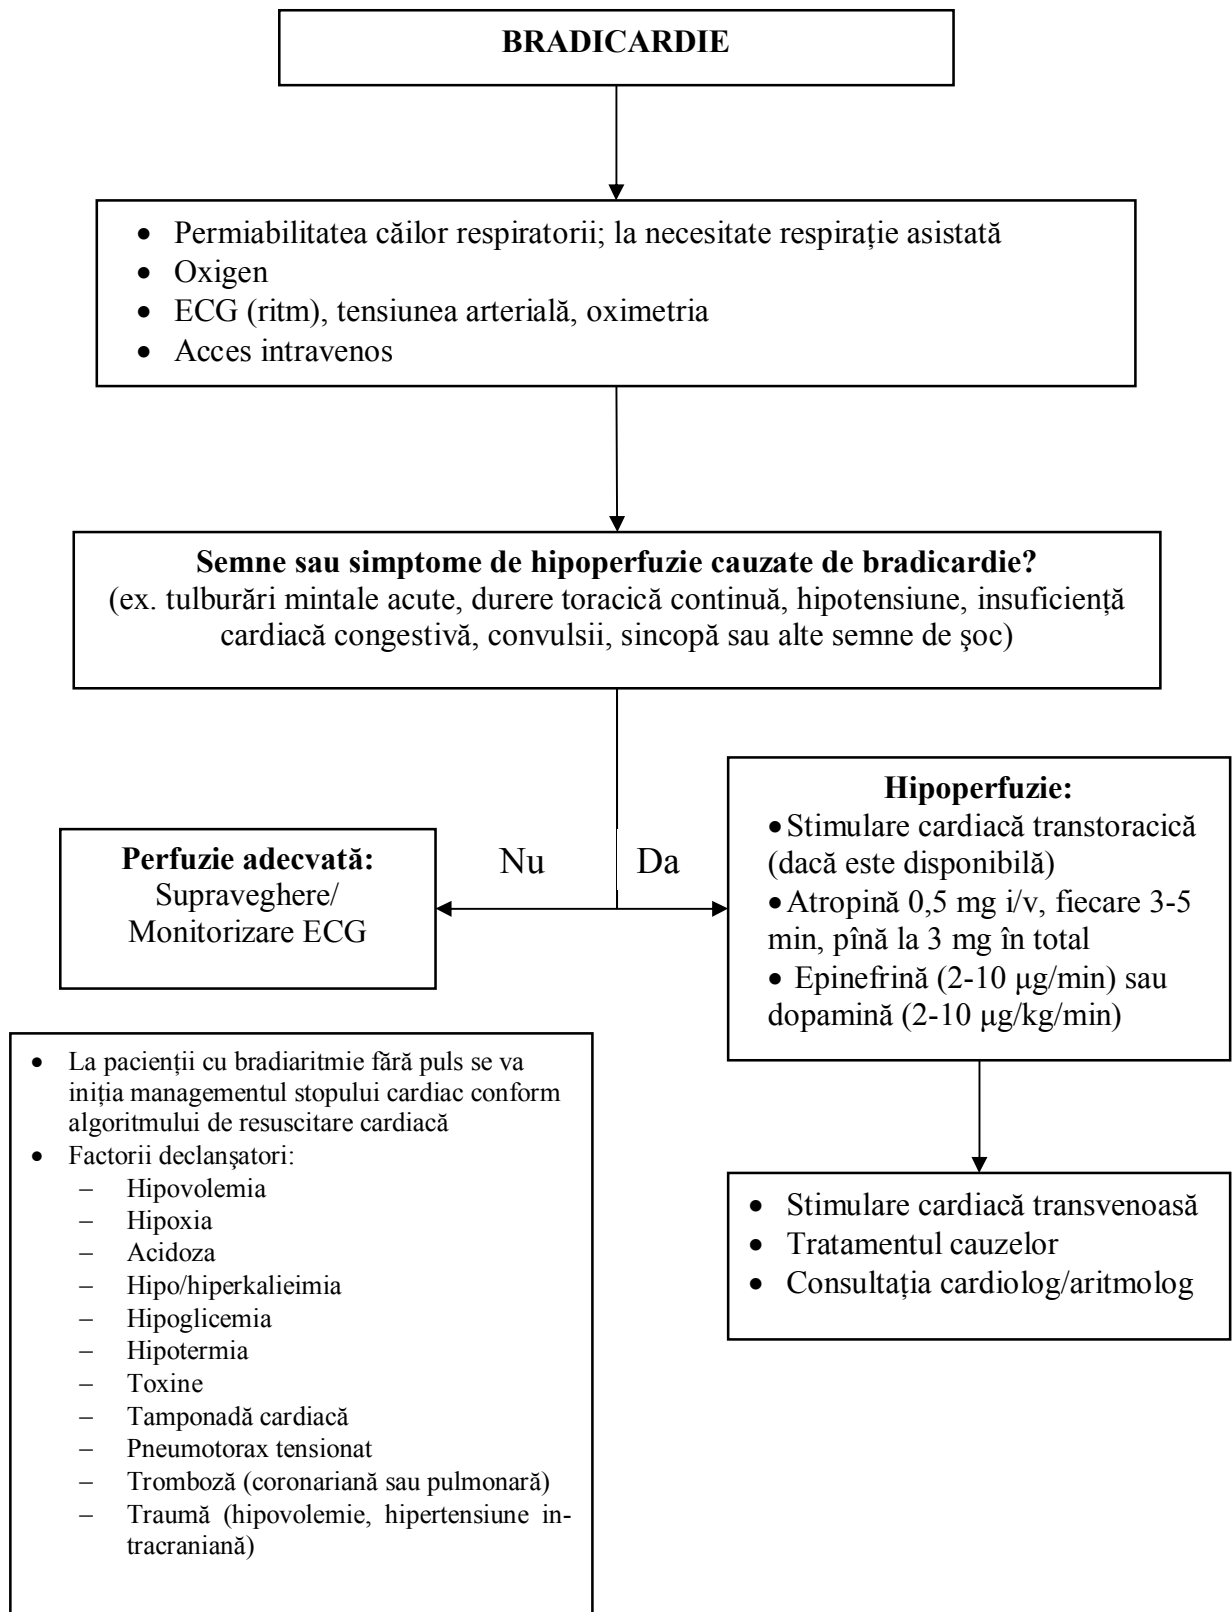 BRADICARDIE
• Permiabilitatea căilor respiratorii; la necesitate respirație asistată
• Oxigen
• ECG (ritm), tensiunea arterială, oximetria
• Acces intravenos
Semne sau simptome de hipoperfuzie cauzate de bradicardie?
(ex. tulburări mintale acute, durere toracică continuă, hipotensiune, insuficiență
cardiacă congestivă, convulsii, sincopă sau alte semne de şoc)
Nu
Da
Perfuzie adecvată:
Supraveghere/
Monitorizare ECG
Hipoperfuzie:
• Stimulare cardiacă transtoracică
(dacă este disponibilă)
• Atropină 0,5 mg i/v, fiecare 3-5
min, pînă la 3 mg în total
• Epinefrină (2-10 μg/min) sau
dopamină (2-10 μg/kg/min)
• Stimulare cardiacă transvenoasă
• Tratamentul cauzelor
• Consultația cardiolog/aritmolog
• La pacienții cu bradiaritmie fără puls se va
iniția managementul stopului cardiac conform
algoritmului de resuscitare cardiacă
• Factorii declanşatori:
– Hipovolemia
– Hipoxia
– Acidoza
– Hipo/hiperkalieimia
– Hipoglicemia
– Hipotermia
– Toxine
– Tamponadă cardiacă
– Pneumotorax tensionat
– Tromboză (coronariană sau pulmonară)
– Traumă (hipovolemie, hipertensiune in-
tracraniană)